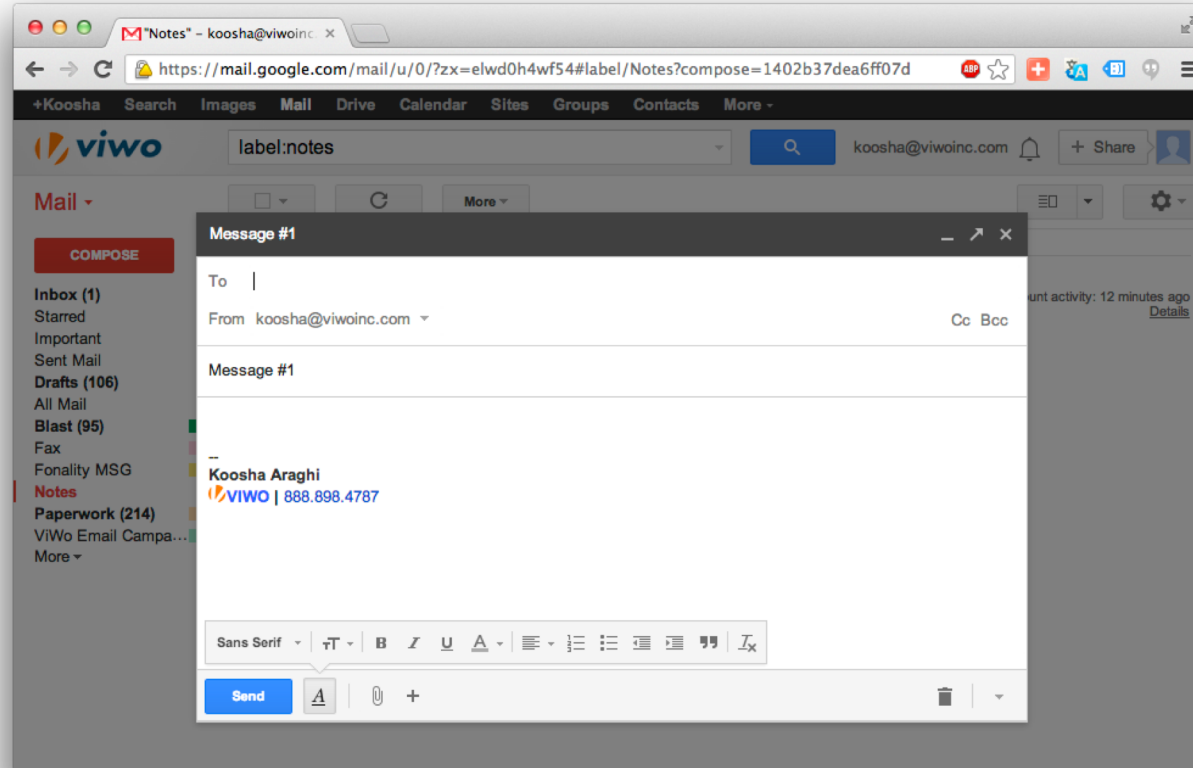 "Notes" – koosha@viwoinc.
https://mail.google.com/mail/u/0/?zx=elwd0h4wf54#label/Notes?compose=1402b37dea6ff07d ABP
+Koosha Search Images Mail Drive Calendar Sites Groups Contacts More
viwo label:notes koosha@viwoinc.com + Share
Mail More
Message #1
COMPOSE
To
From koosha@viwoinc.com Cc Bcc
Message #1
Inbox (1)
Starred
Important
Sent Mail
Drafts (106)
All Mail
Blast (95)
Fax
Fonality MSG
Notes
Paperwork (214)
ViWo Email Campa...
More
unt activity: 12 minutes ago
Details
--
Koosha Araghi
VIWO | 888.898.4787
Sans Serif TT B I U A Tx
Send A